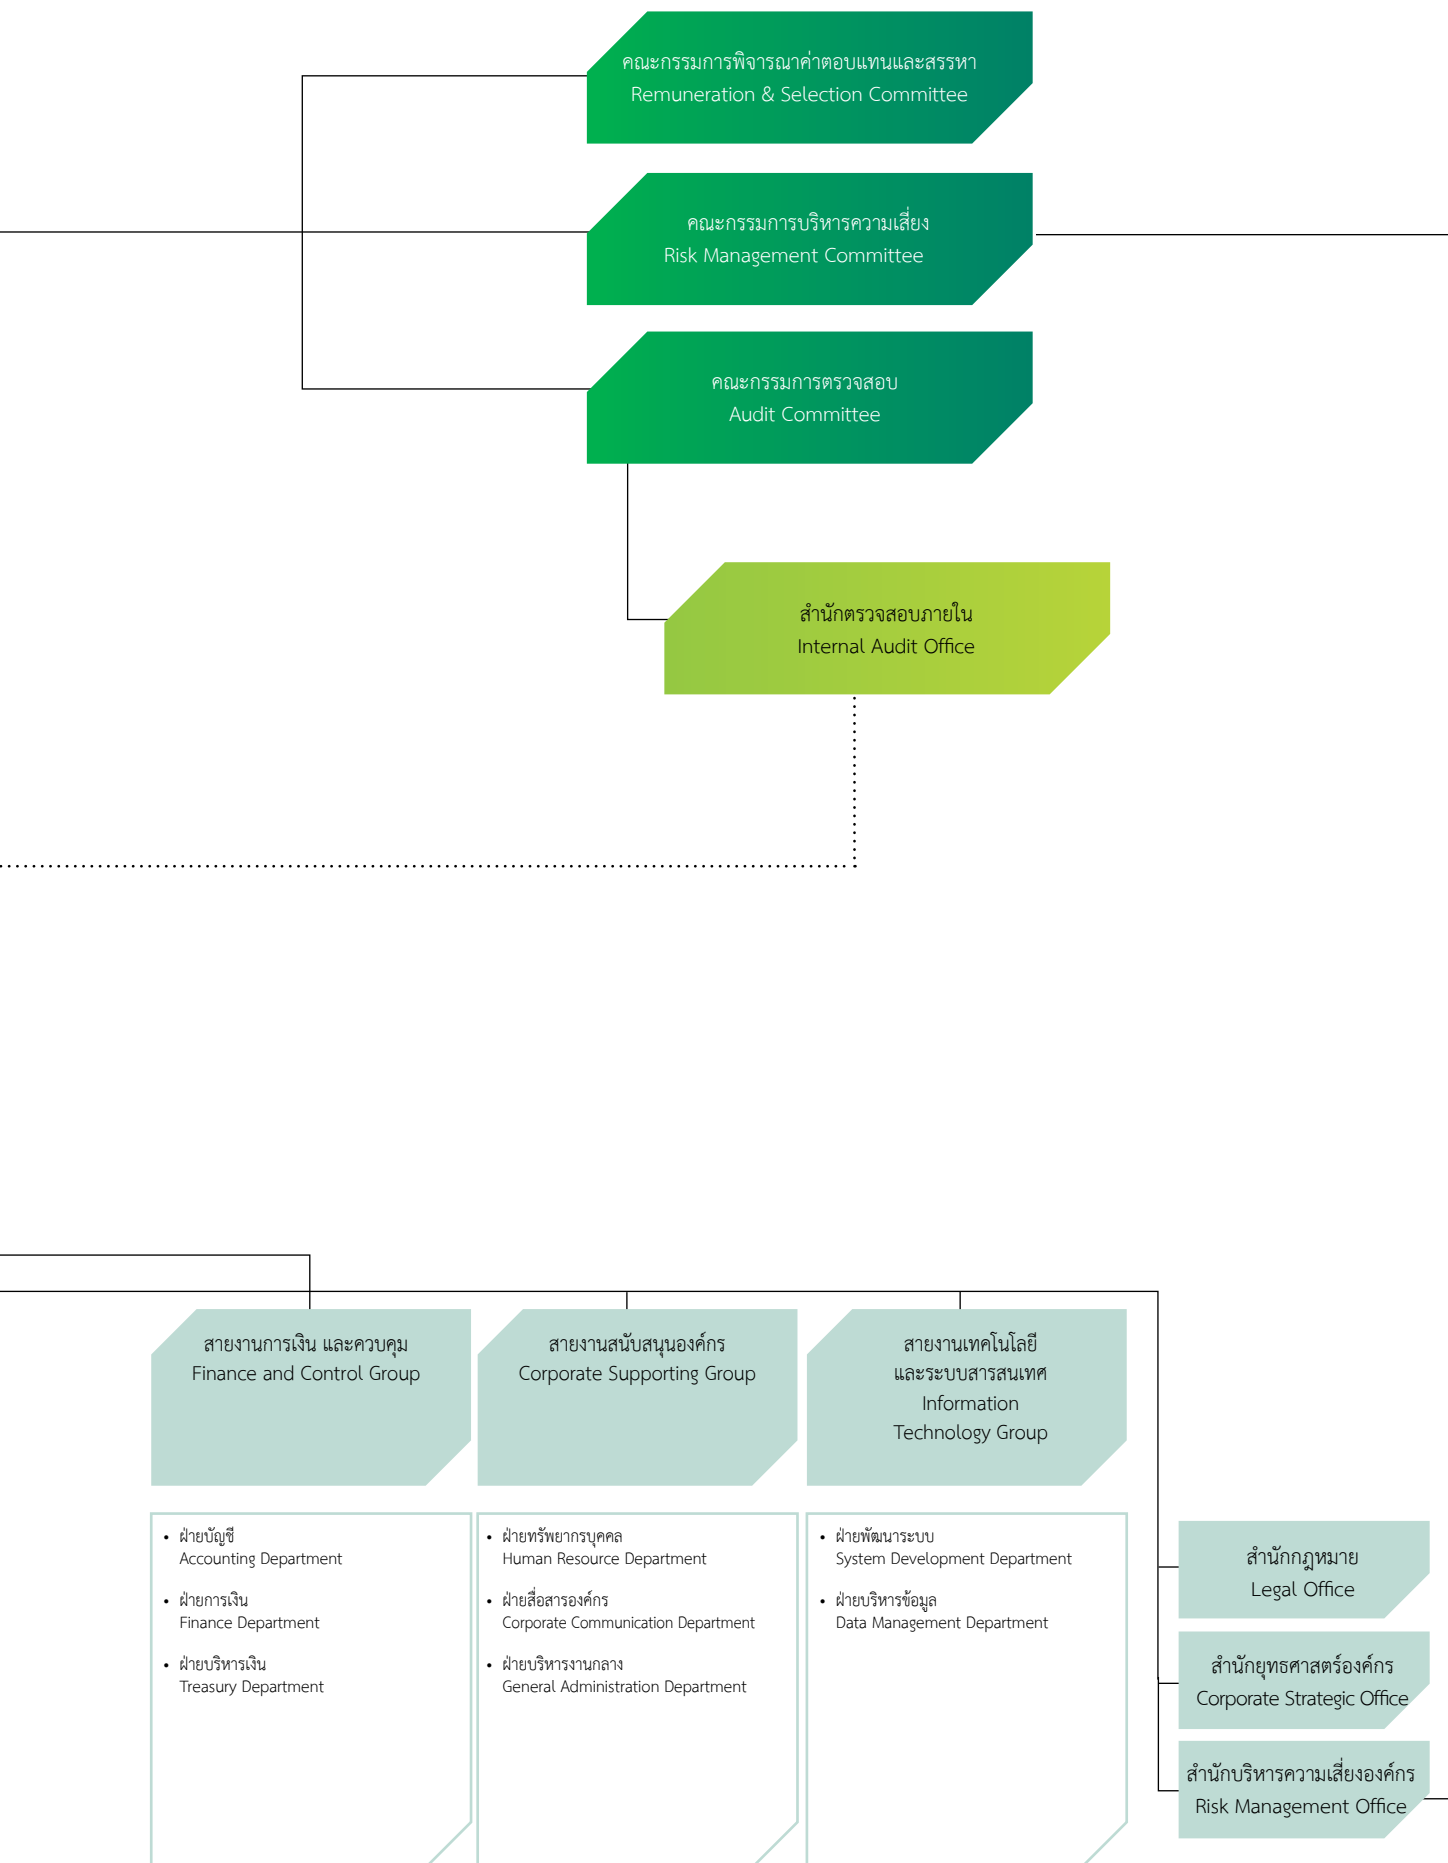 คณะกรรมการพิจารณาค่าตอบแทนและสรรหา
Remuneration & Selection Committee
คณะกรรมการบริหารความเสี่ยง
Risk Management Committee
คณะกรรมการตรวจสอบ
Audit Committee
สำนักตรวจสอบภายใน
Internal Audit Office
สายงานการเงิน และควบคุม
Finance and Control Group
สายงานสนับสนุนองค์กร
Corporate Supporting Group
สายงานเทคโนโลยี
และระบบสารสนเทศ
Information
Technology Group
• ฝ่ายบัญชี
Accounting Department
• ฝ่ายการเงิน
Finance Department
• ฝ่ายบริหารเงิน
Treasury Department
• ฝ่ายทรัพยากรบุคคล
Human Resource Department
• ฝ่ายสื่อสารองค์กร
Corporate Communication Department
• ฝ่ายบริหารงานกลาง
General Administration Department
• ฝ่ายพัฒนาระบบ
System Development Department
• ฝ่ายบริหารข้อมูล
Data Management Department
สำนักกฎหมาย
Legal Office
สำนักยุทธศาสตร์องค์กร
Corporate Strategic Office
สำนักบริหารความเสี่ยงองค์กร
Risk Management Office